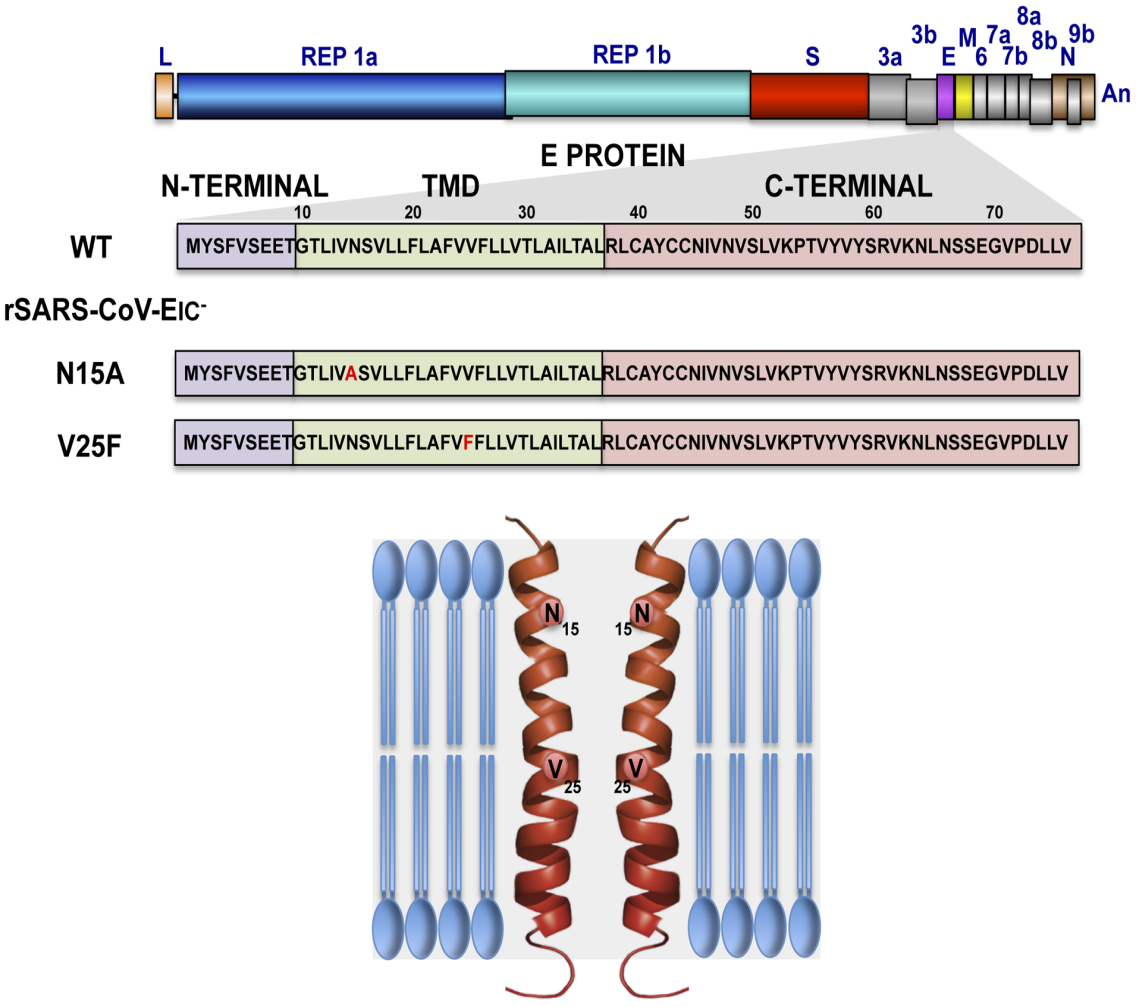 8a
3b M 7a 8b 9b
L REP 1a REP 1b S 3a E 6 7b N
An
E PROTEIN
N-TERMINAL TMD C-TERMINAL
10 20 30 40 50 60 70
WT MYSFVSEETGTLIVNSVLLFLAFVVFLLVTLAILTALRLCAYCCNIVNVSLVKPTVYVYSRVKNLNSSEGVPDLLV
rSARS-CoV-EIC-
N15A MYSFVSEETGTLIVASVLLFLAFVVFLLVTLAILTALRLCAYCCNIVNVSLVKPTVYVYSRVKNLNSSEGVPDLLV
V25F MYSFVSEETGTLIVNSVLLFLAFVFFLLVTLAILTALRLCAYCCNIVNVSLVKPTVYVYSRVKNLNSSEGVPDLLV
N N
15 15
V V
25 25